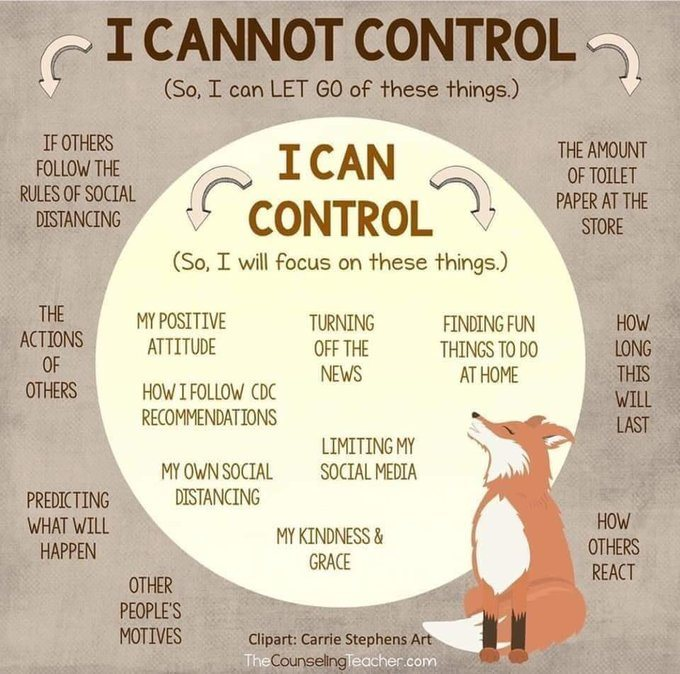 I CANNOT CONTROL
(So, I can LET GO of these things.)
IF OTHERS
FOLLOW THE
RULES OF SOCIAL
DISTANCING
THE AMOUNT
OF TOILET
PAPER AT THE
STORE
I CAN
CONTROL
(So, I will focus on these things.)
THE
ACTIONS
OF
OTHERS
MY POSITIVE
ATTITUDE
TURNING
OFF THE
NEWS
FINDING FUN
THINGS TO DO
AT HOME
HOW
LONG
THIS
WILL
LAST
HOW I FOLLOW CDC
RECOMMENDATIONS
LIMITING MY
SOCIAL MEDIA
MY OWN SOCIAL
DISTANCING
PREDICTING
WHAT WILL
HAPPEN
MY KINDNESS &
GRACE
HOW
OTHERS
REACT
OTHER
PEOPLE'S
MOTIVES
Clipart: Carrie Stephens Art
TheCounselingTeacher.com